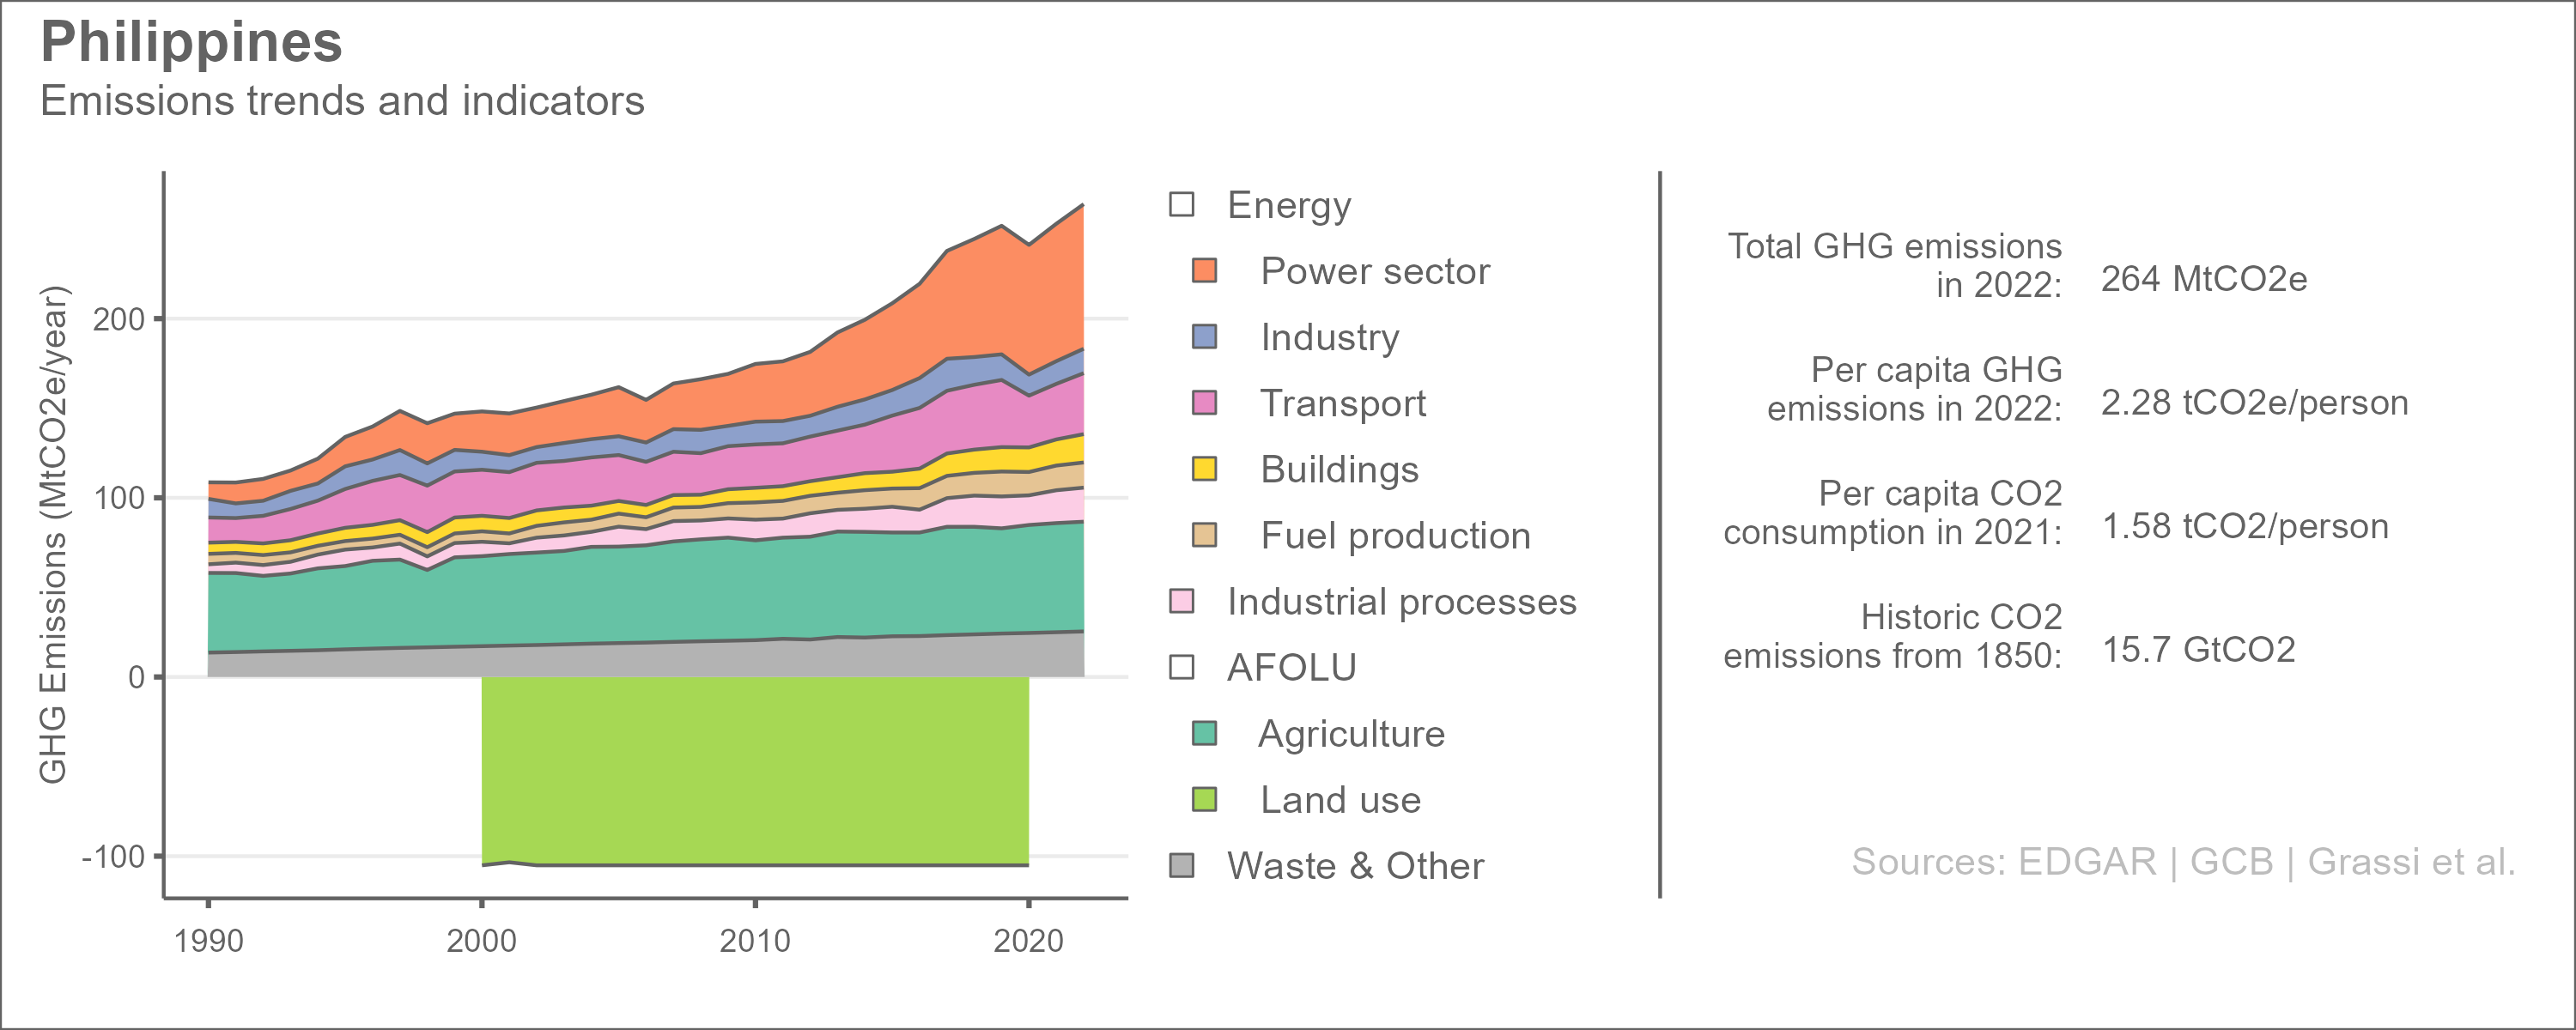 Philippines
Emissions trends and indicators
GHG Emissions (MtCO2e/year)
200
100
0
-100
1990
2000
2010
2020
Energy
Power sector
Industry
Transport
Buildings
Fuel production
Industrial processes
AFOLU
Agriculture
Land use
Waste & Other
Total GHG emissions
in 2022:
264 MtCO2e
Per capita GHG
emissions in 2022:
2.28 tCO2e/person
Per capita CO2
consumption in 2021:
1.58 tCO2/person
Historic CO2
emissions from 1850:
15.7 GtCO2
Sources: EDGAR | GCB | Grassi et al.